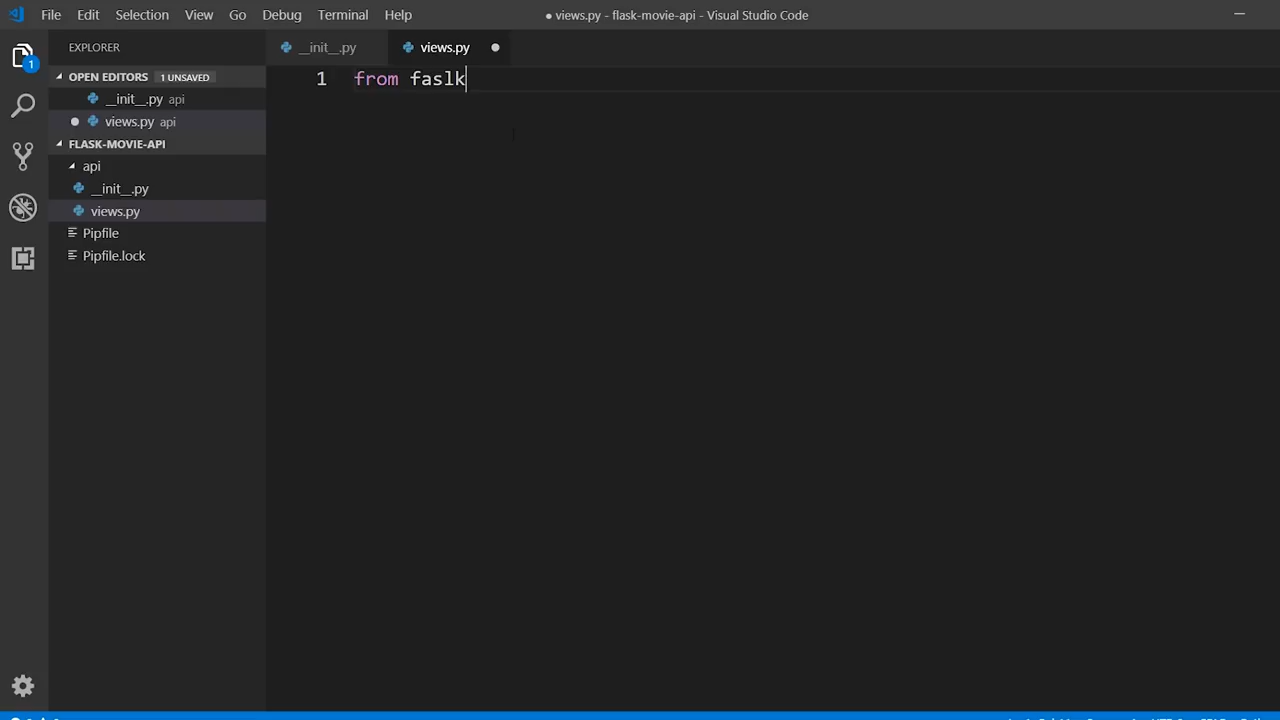 File Edit Selection View Go Debug Terminal Help ● views.py - flask-movie-api - Visual Studio Code
EXPLORER
__init__.py views.py
OPEN EDITORS 1 UNSAVED
1 from faslk
__init__.py api
views.py api
FLASK-MOVIE-API
api
__init__.py
views.py
Pipfile
Pipfile.lock
1